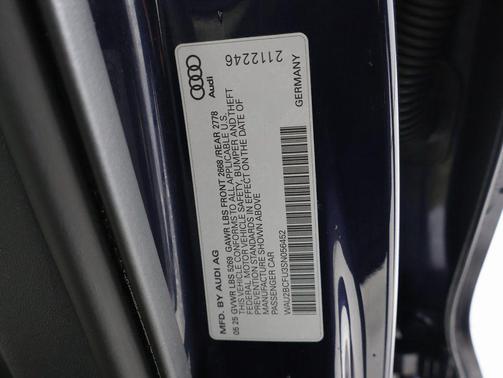 MFD. BY AUDI AG
05 25 GVWR LBS 5269 GAWR LBS FRONT 2668 /REAR 2778
THIS VEHICLE CONFORMS TO ALL APPLICABLE U.S.
FEDERAL MOTOR VEHICLE SAFETY, BUMPER AND THEFT
PREVENTION STANDARDS IN EFFECT ON THE DATE OF
MANUFACTURE SHOWN ABOVE
PASSENGER CAR
WAU2BCFU3SN056452
Audi
2112246
GERMANY